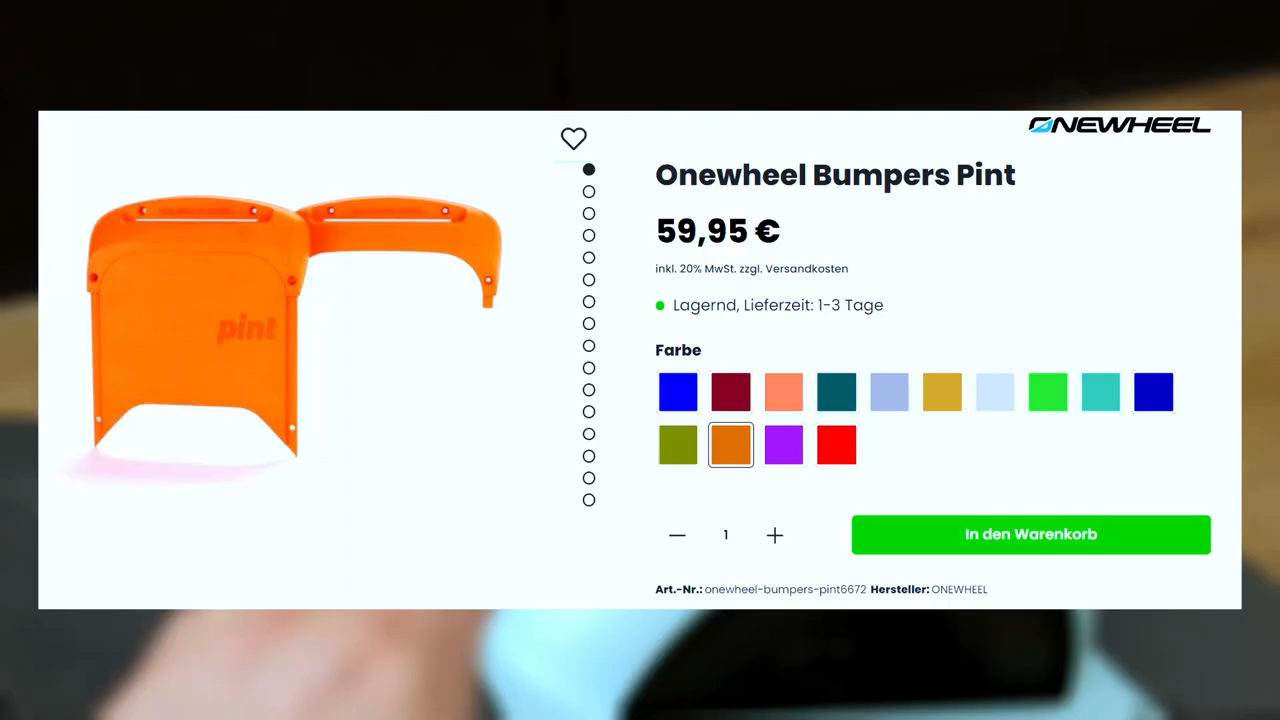 ONEWHEEL
Onewheel Bumpers Pint
59,95 €
inkl. 20% MwSt. zzgl. Versandkosten
Lagernd, Lieferzeit: 1-3 Tage
Farbe
pint
1
In den Warenkorb
Art.-Nr.: onewheel-bumpers-pint6672 Hersteller: ONEWHEEL